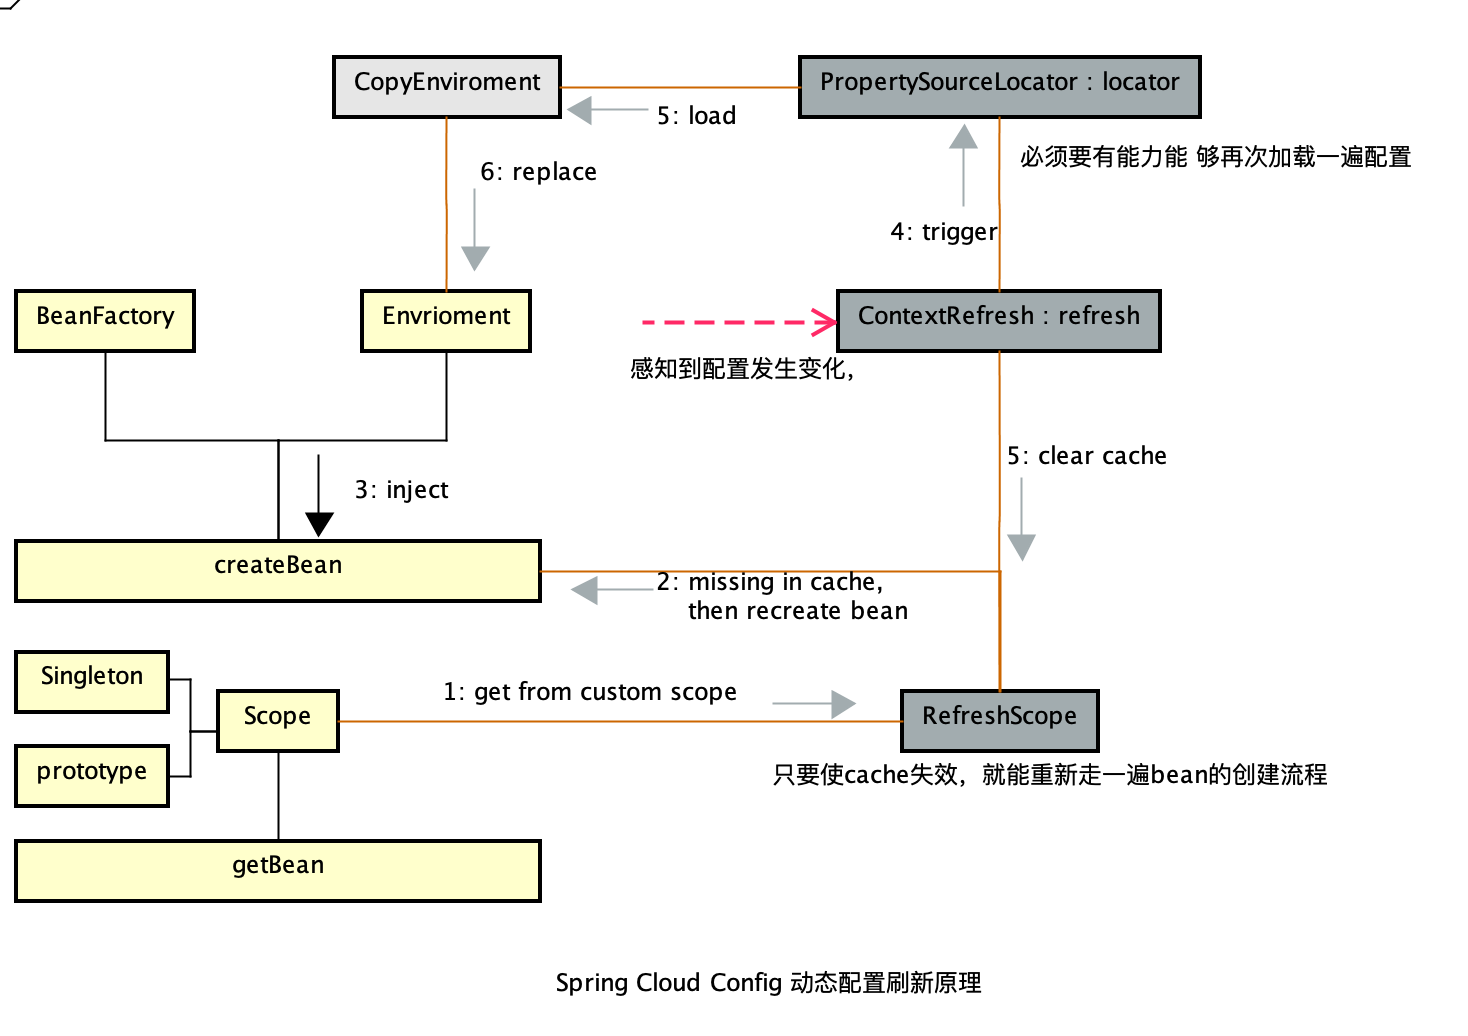 CopyEnviroment
PropertySourceLocator : locator
5: load
必须要有能力能 够再次加载一遍配置
6: replace
4: trigger
BeanFactory
Envrioment
ContextRefresh : refresh
感知到配置发生变化，
5: clear cache
3: inject
createBean
2: missing in cache,
then recreate bean
Singleton
1: get from custom scope
Scope
RefreshScope
prototype
只要使cache失效，就能重新走一遍bean的创建流程
getBean
Spring Cloud Config 动态配置刷新原理